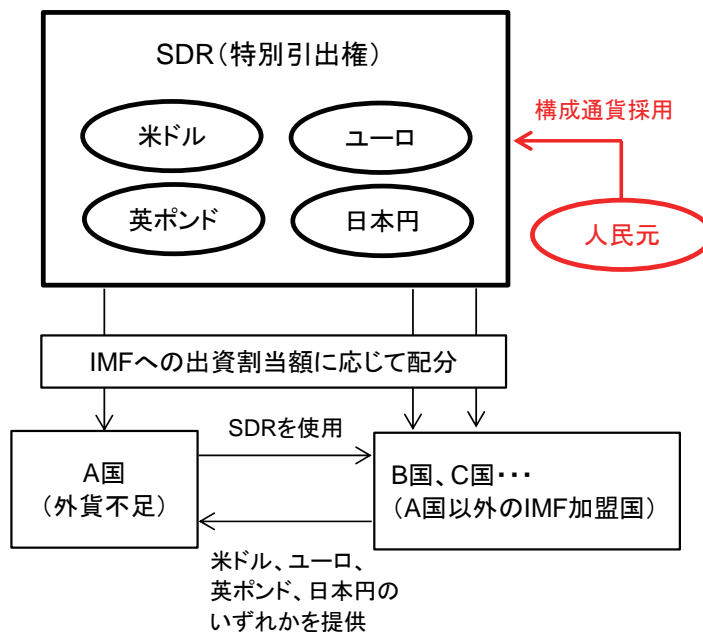 SDR（特別引出権）
米ドル
ユーロ
英ポンド
日本円
構成通貨採用
人民元
IMFへの出資割当額に応じて配分
SDRを使用
A国
（外貨不足）
B国、C国・・・
（A国以外のIMF加盟国）
米ドル、ユーロ、
英ポンド、日本円の
いずれかを提供